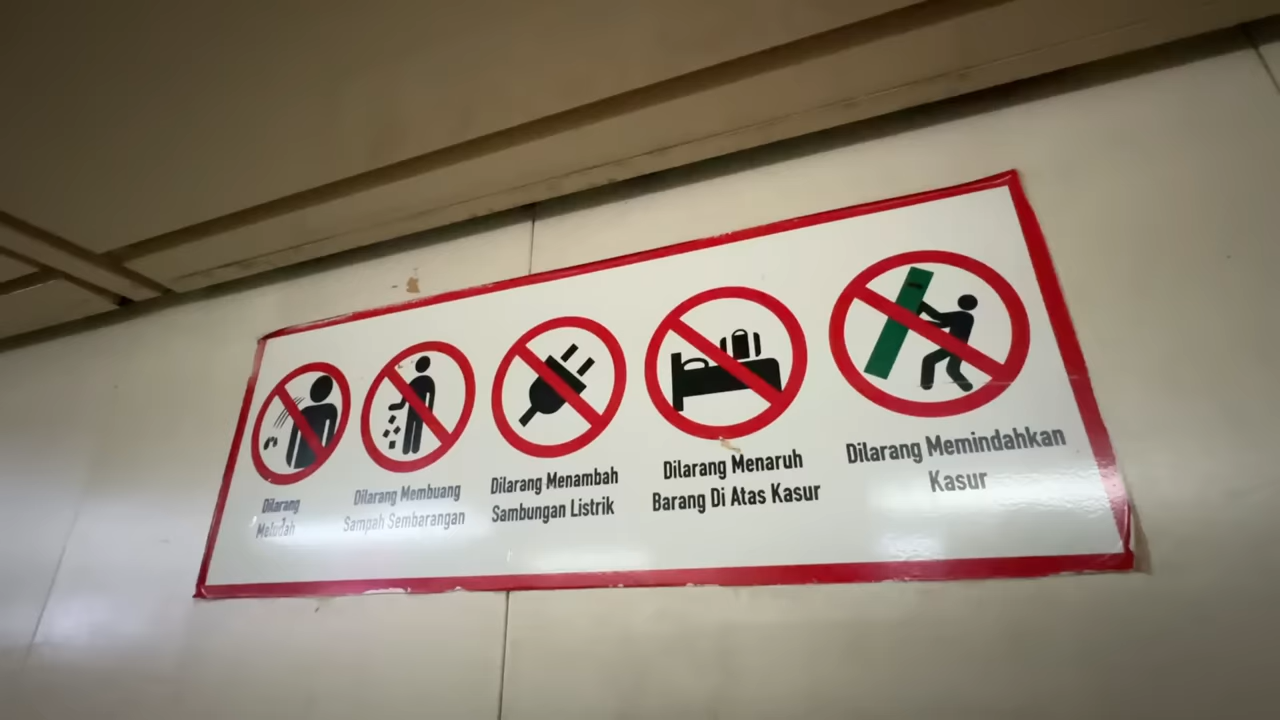 Dilarang
Meludah
Dilarang Membuang
Sampah Sembarangan
Dilarang Menambah
Sambungan Listrik
Dilarang Menaruh
Barang Di Atas Kasur
Dilarang Memindahkan
Kasur